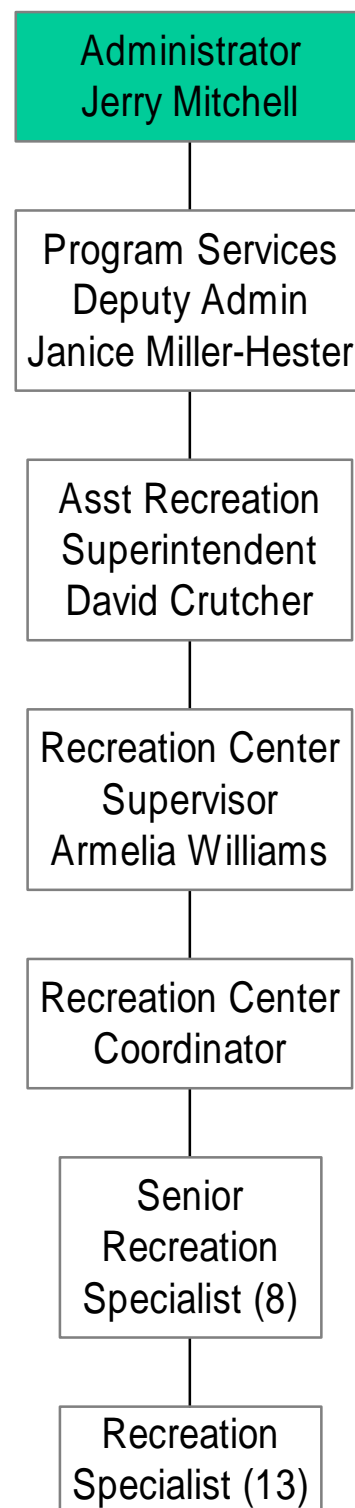 Administrator
Jerry Mitchell
Program Services
Deputy Admin
Janice Miller-Hester
Asst Recreation
Superintendent
David Crutcher
Recreation Center
Supervisor
Armelia Williams
Recreation Center
Coordinator
Senior
Recreation
Specialist (8)
Recreation
Specialist (13)